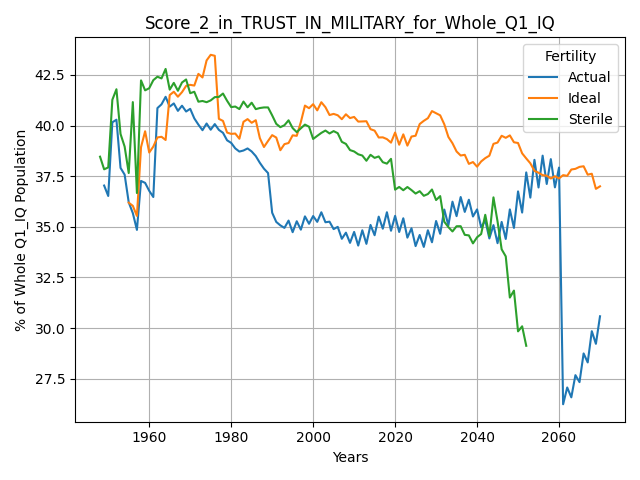 Score_2_in_TRUST_IN_MILITARY_for_Whole_Q1_IQ
% of Whole Q1_IQ Population
42.5
40.0
37.5
35.0
32.5
30.0
27.5
Fertility
Actual
Ideal
Sterile
1960
1980
2000
2020
2040
2060
Years